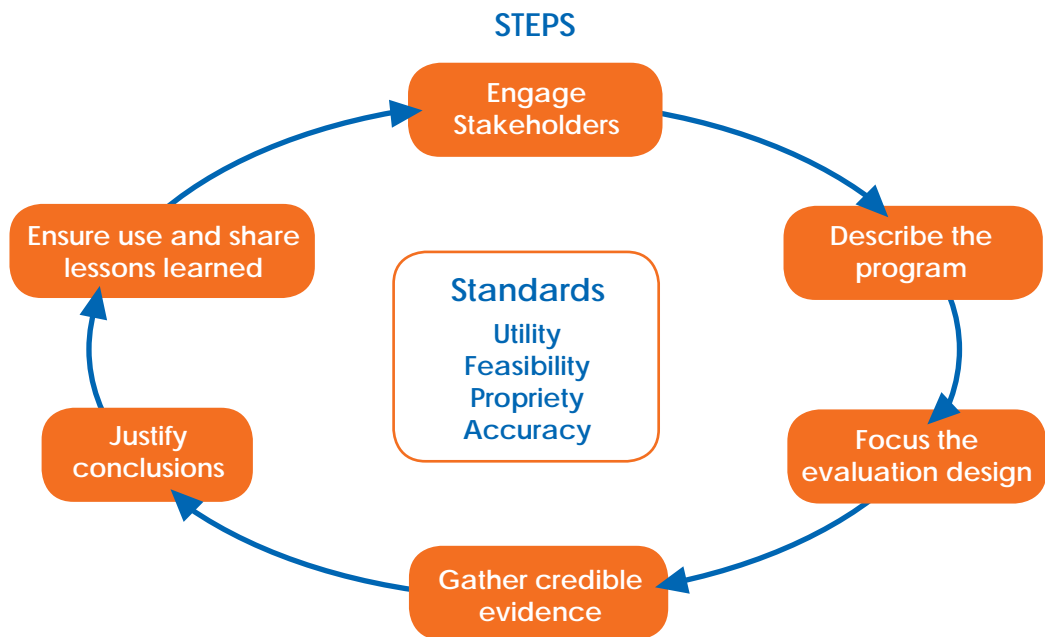 STEPS
Engage
Stakeholders
Describe the
program
Focus the
evaluation design
Gather credible
evidence
Justify
conclusions
Ensure use and share
lessons learned
Standards
Utility
Feasibility
Propriety
Accuracy